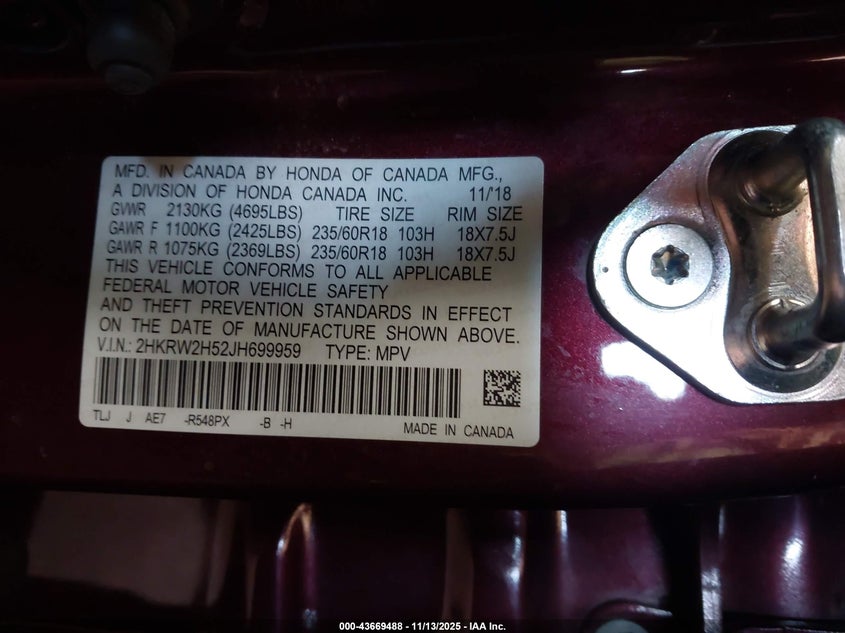 MFD. IN CANADA BY HONDA OF CANADA MFG.,
A DIVISION OF HONDA CANADA INC. 11/'18
GVWR 2130KG (4695LBS) TIRE SIZE RIM SIZE
GAWR F 1100KG (2425LBS) 235/60R18 103H 18X7.5J
GAWR R 1075KG (2369LBS) 235/60R18 103H 18X7.5J
THIS VEHICLE CONFORMS TO ALL APPLICABLE
FEDERAL MOTOR VEHICLE SAFETY
AND THEFT PREVENTION STANDARDS IN EFFECT
ON THE DATE OF MANUFACTURE SHOWN ABOVE.
V.I.N.: 2HKRW2H52JH699959 TYPE: MPV
TLJ J AE7 -R548PX -B -H
MADE IN CANADA
000-43669488 - 11/13/2025 - IAA Inc.